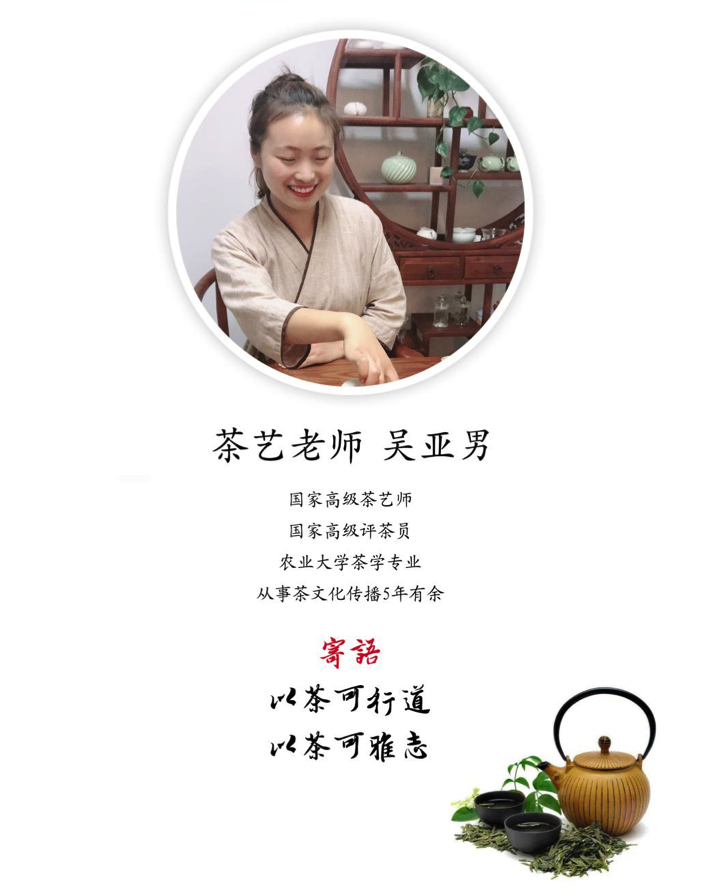 茶艺老师 吴亚男
国家高级茶艺师
国家高级评茶员
农业大学茶学专业
从事茶文化传播5年有余
寄語
以茶可行道
以茶可雅志